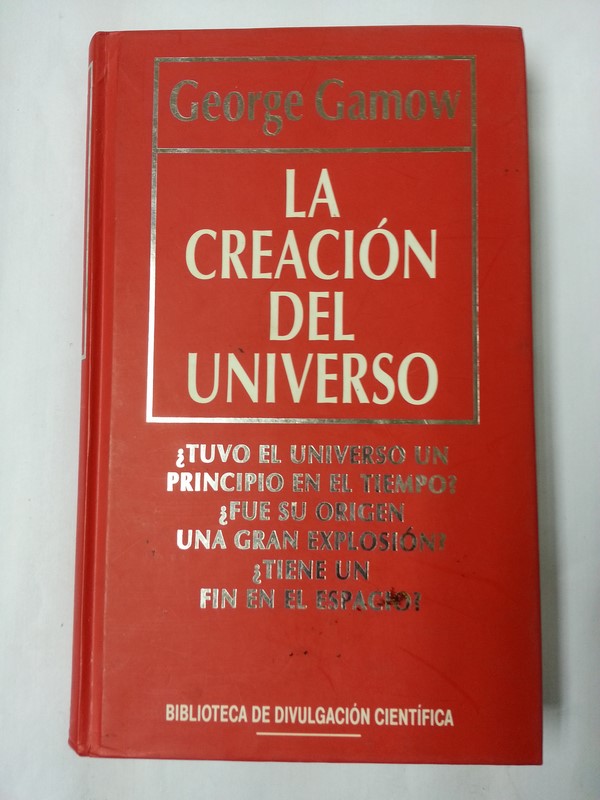 George Gamow
LA
CREACIÓN
DEL
UNIVERSO
¿TUVO EL UNIVERSO UN
PRINCIPIO EN EL TIEMPO?
¿FUE SU ORIGEN
UNA GRAN EXPLOSIÓN?
¿TIENE UN
FIN EN EL ESPACIO?
BIBLIOTECA DE DIVULGACIÓN CIENTÍFICA